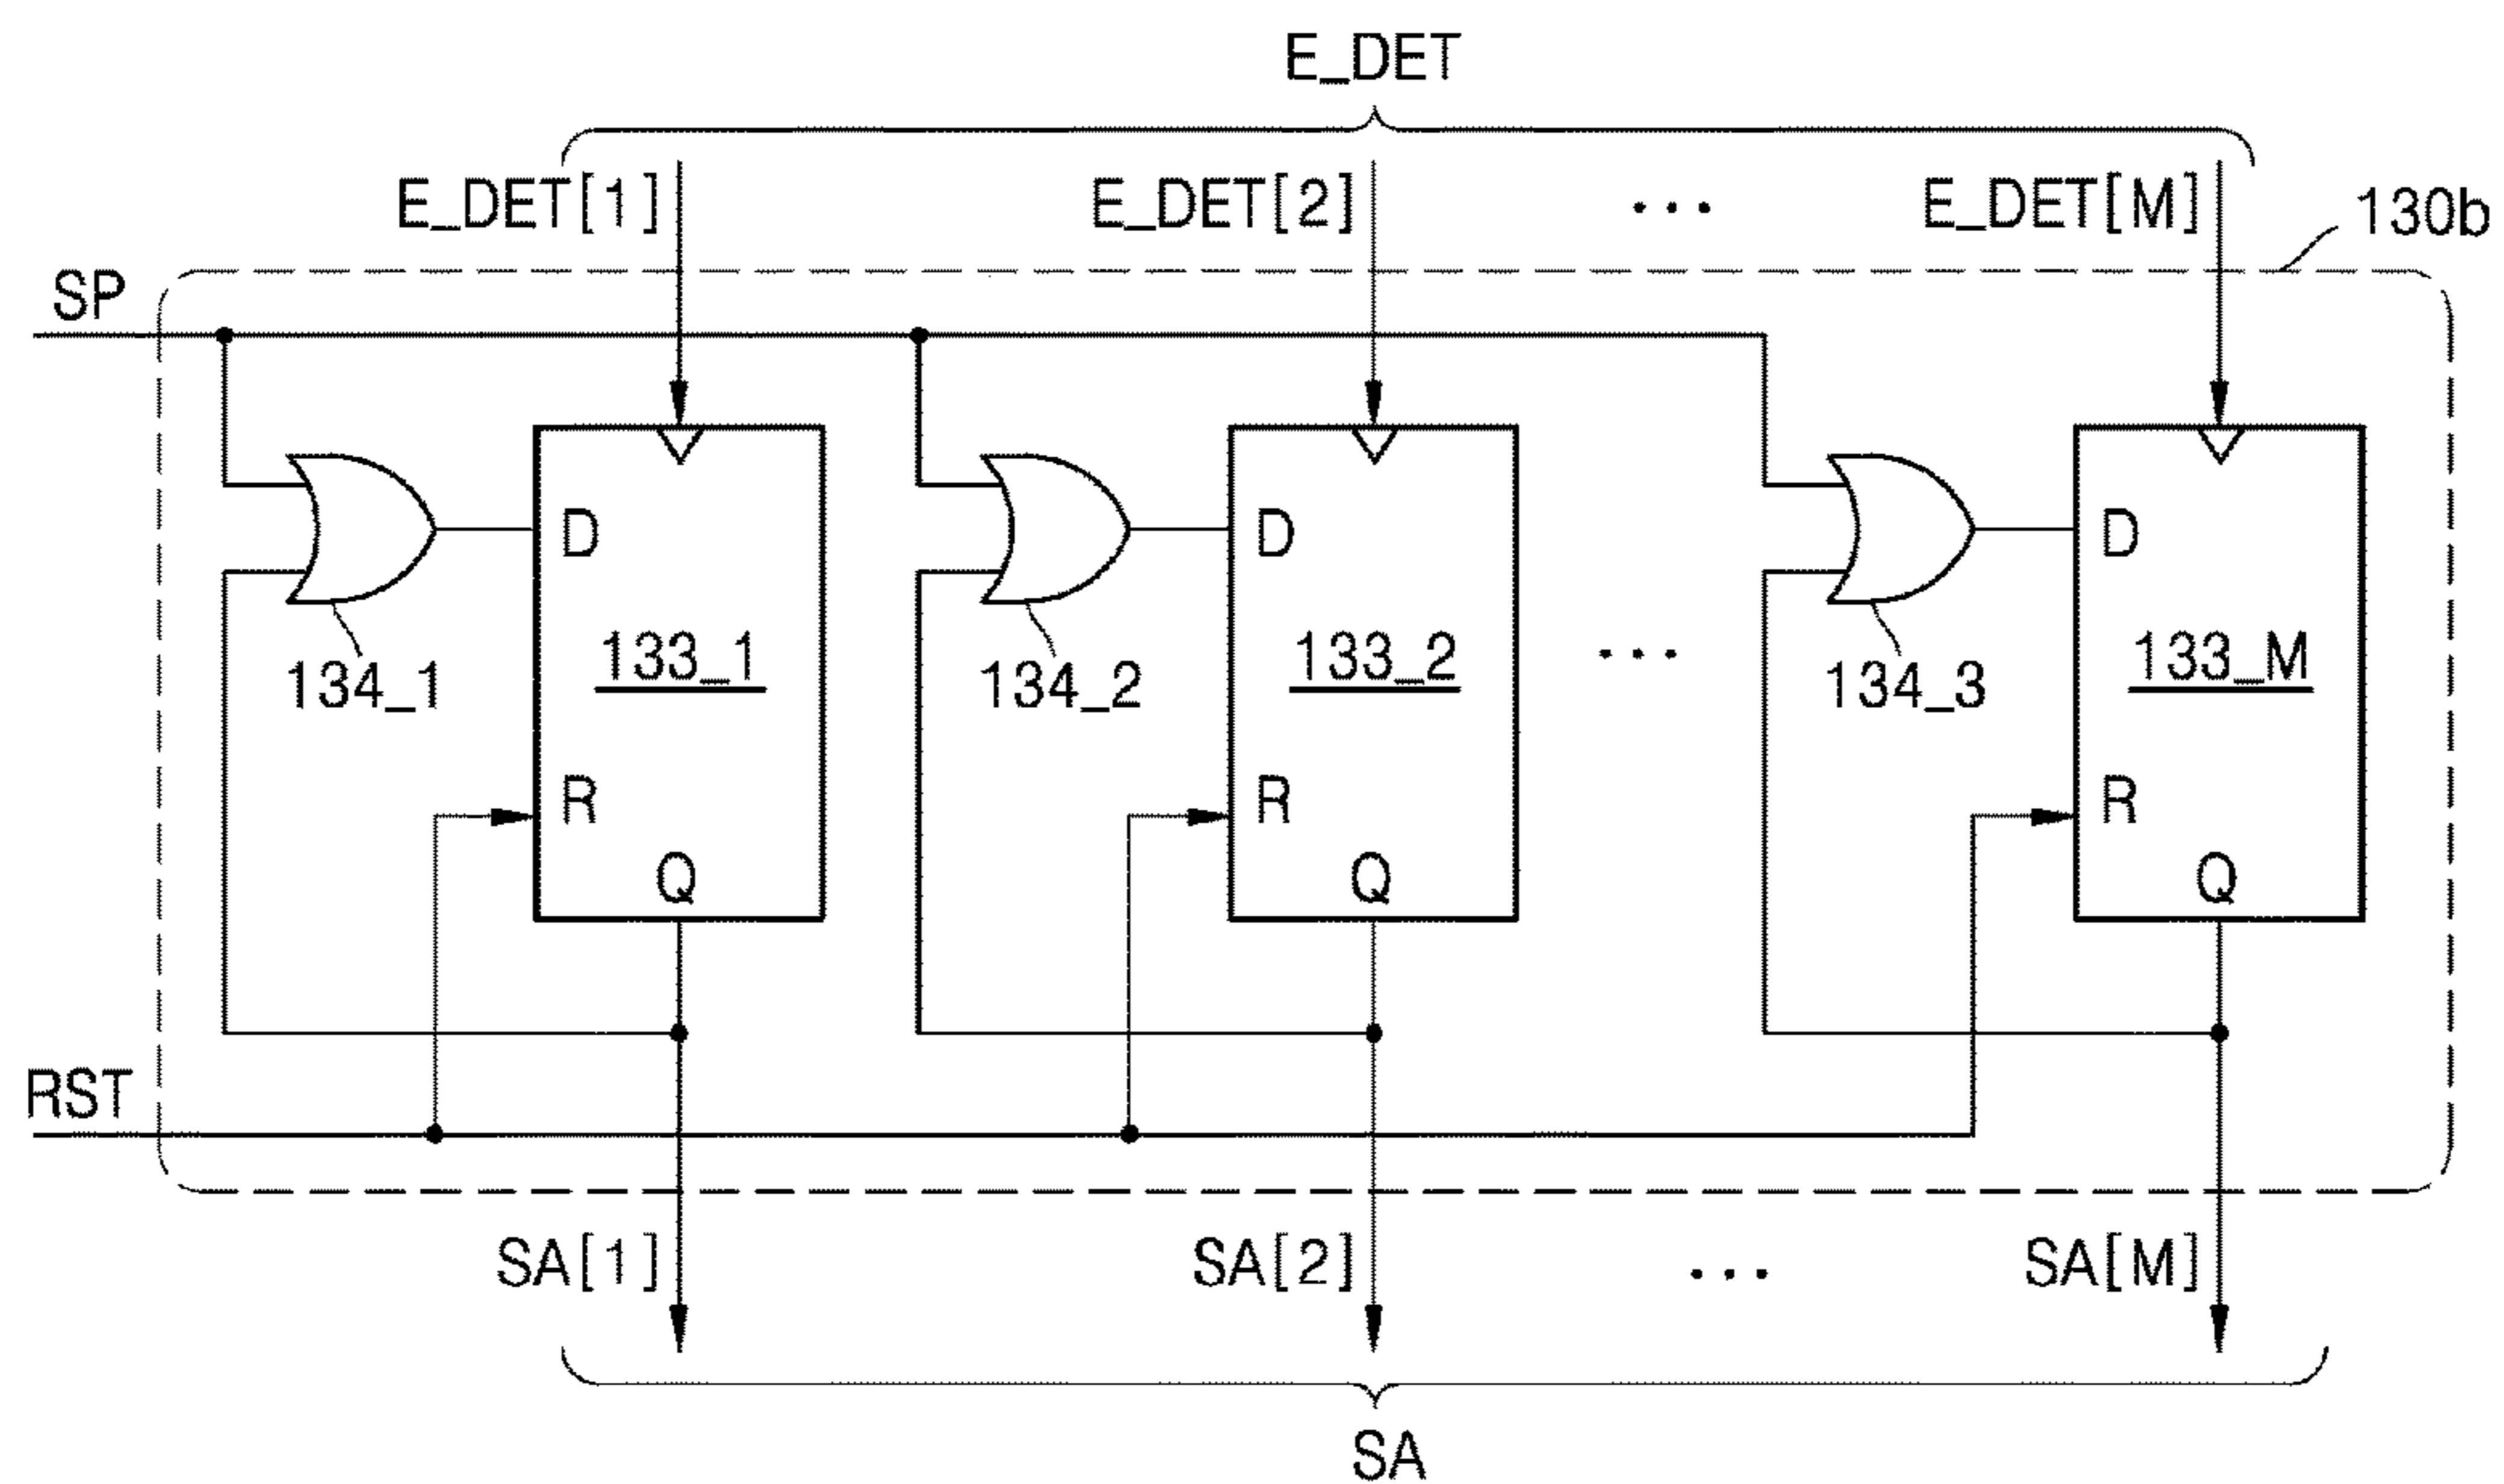 E_DET
E_DET[1] E_DET[2] ... E_DET[M]
130b
SP
D D D
134_1 133_1 134_2 133_2 ... 134_3 133_M
R R R
Q Q Q
RST
SA[1] SA[2] ... SA[M]
SA